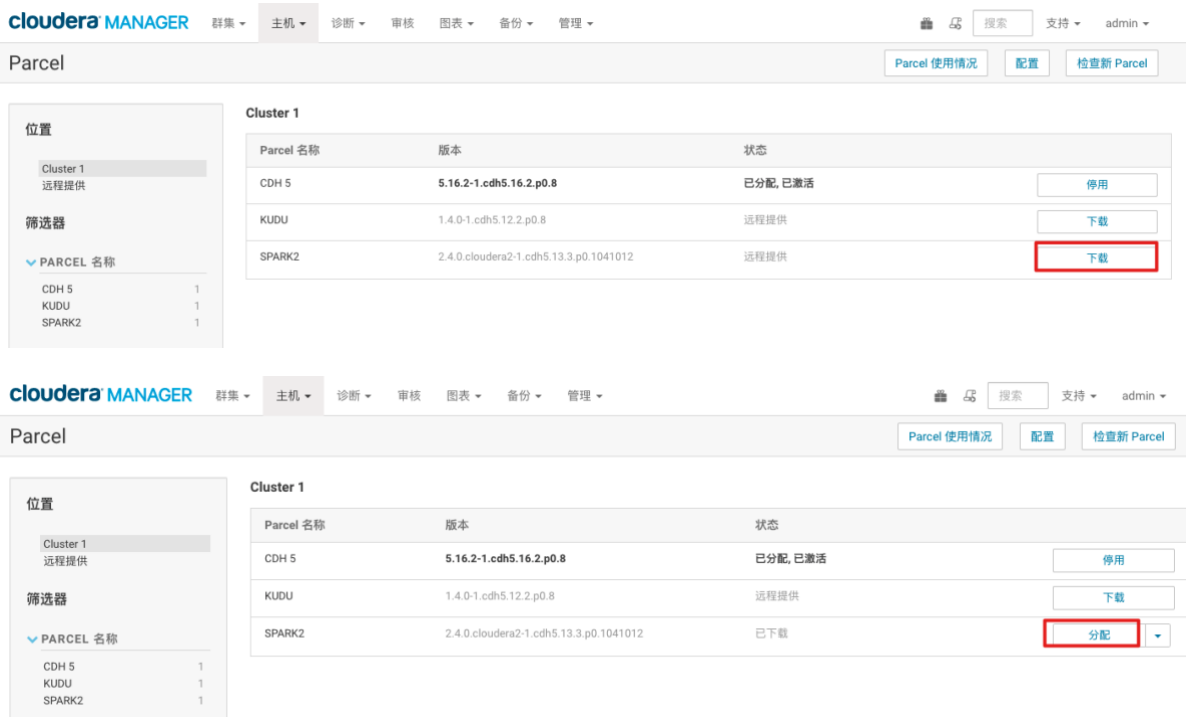 cloudera MANAGER 群集 主机 诊断 审核 图表 备份 管理 搜索 支持 admin
Parcel Parcel 使用情况 配置 检查新 Parcel
位置
Cluster 1
远程提供
筛选器
PARCEL 名称
CDH 5 1
KUDU 1
SPARK2 1
Cluster 1
Parcel 名称 版本 状态
CDH 5 5.16.2-1.cdh5.16.2.p0.8 已分配, 已激活 停用
KUDU 1.4.0-1.cdh5.12.2.p0.8 远程提供 下载
SPARK2 2.4.0.cloudera2-1.cdh5.13.3.p0.1041012 远程提供 下载
cloudera MANAGER 群集 主机 诊断 审核 图表 备份 管理 搜索 支持 admin
Parcel Parcel 使用情况 配置 检查新 Parcel
位置
Cluster 1
远程提供
筛选器
PARCEL 名称
CDH 5 1
KUDU 1
SPARK2 1
Cluster 1
Parcel 名称 版本 状态
CDH 5 5.16.2-1.cdh5.16.2.p0.8 已分配, 已激活 停用
KUDU 1.4.0-1.cdh5.12.2.p0.8 远程提供 下载
SPARK2 2.4.0.cloudera2-1.cdh5.13.3.p0.1041012 已下载 分配